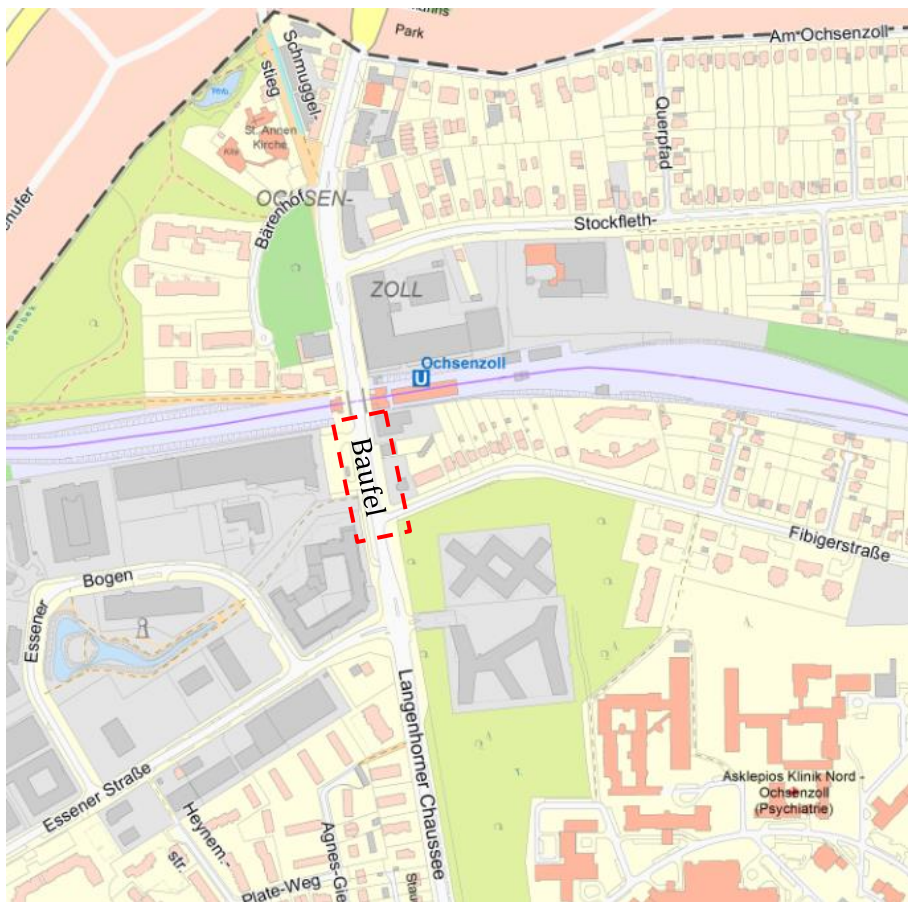 Park
Am Ochsenzoll
Schmuggel-
stieg
St. Annen
Kirche
Kita
Querpfad
OCHSEN-
Bärenhof
Stockfleth-
ZOLL
Ochsenzoll
U
Baufel
Fibigerstraße
Bogen
Essener
Langenhorner Chaussee
Essener Straße
Heynem.-
str.
Agnes-Gie
Plate-Weg
Asklepios Klinik Nord -
Ochsenzoll
(Psychiatrie)